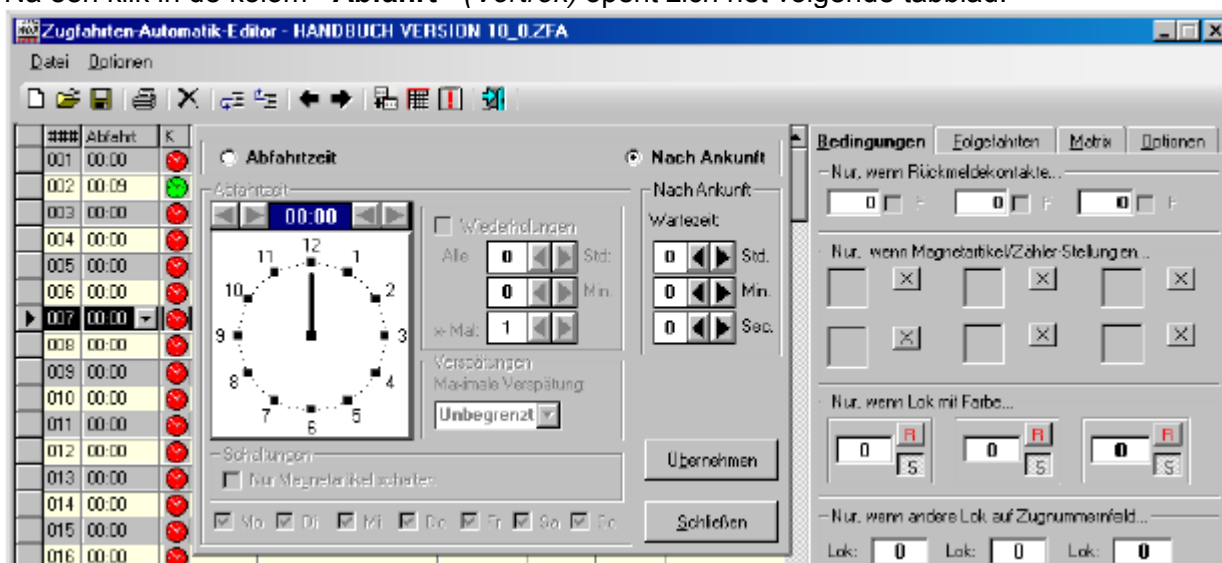 Na een klik in de kolom "Abfahrt" (Vertrek) opent zich het volgende tabblad:
Zugfahrten-Automatik-Editor - HANDBUCH VERSION 10_0.ZFA
Datei Optionen
### Abfahrt K
001 00:00
002 00:09
003 00:00
004 00:00
005 00:00
006 00:00
007 00:00
008 00:00
009 00:00
010 00:00
011 00:00
012 00:00
013 00:00
014 00:00
015 00:00
016 00:00
Abfahrtzeit
Nach Ankunft
Abfahrtzeit
00:00
12
1
2
3
4
5
6
7
8
9
10
11
Wiederholungen
Alle 0 Std:
0 Min.
x- Mal: 1
Verspätungen
Maximale Verspätung:
Unbegrenzt
Nach Ankunft
Wartezeit:
0 Std.
0 Min.
0 Sec.
Schaltungen
Nur Magnetartikel schalten
Mo Di Mi Do Fr Sa So
Übernehmen
Schließen
Bedingungen Folgefahrten Matrix Optionen
Nur, wenn Rückmeldekontakte...
0 F 0 F 0 F
Nur, wenn Magnetartikel/Zähler-Stellungen...
X X X
X X X
Nur, wenn Lok mit Farbe...
0 R S 0 R S 0 R S
Nur, wenn andere Lok auf Zugnummernfeld...
Lok: 0 Lok: 0 Lok: 0